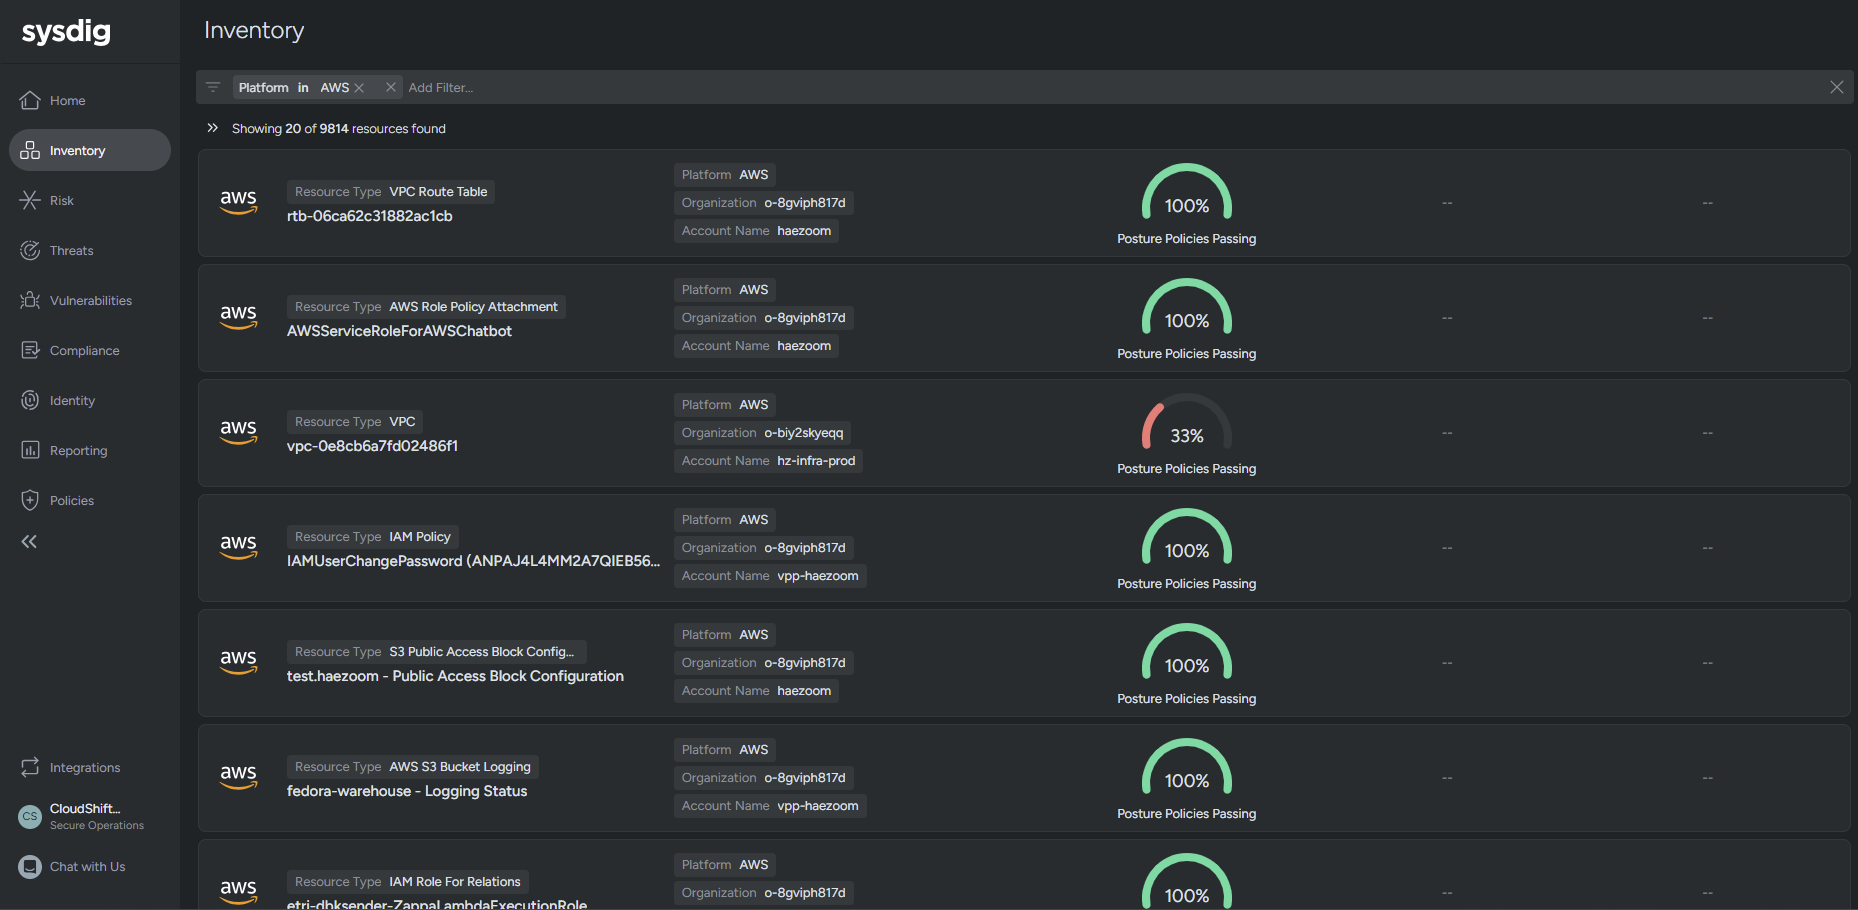 sysdig
Home
Inventory
Risk
Threats
Vulnerabilities
Compliance
Identity
Reporting
Policies
Integrations
CS
CloudShift...
Secure Operations
Chat with Us
Inventory
Platform in AWS Add Filter...
Showing 20 of 9814 resources found
aws
Resource Type VPC Route Table
rtb-06ca62c31882ac1cb
Platform AWS
Organization o-8gviph817d
Account Name haezoom
100%
Posture Policies Passing
--
--
aws
Resource Type AWS Role Policy Attachment
AWSServiceRoleForAWSChatbot
Platform AWS
Organization o-8gviph817d
Account Name haezoom
100%
Posture Policies Passing
--
--
aws
Resource Type VPC
vpc-0e8cb6a7fd02486f1
Platform AWS
Organization o-biy2skyeqq
Account Name hz-infra-prod
33%
Posture Policies Passing
--
--
aws
Resource Type IAM Policy
IAMUserChangePassword (ANPAJ4L4MM2A7QIEB56...
Platform AWS
Organization o-8gviph817d
Account Name vpp-haezoom
100%
Posture Policies Passing
--
--
aws
Resource Type S3 Public Access Block Config...
test.haezoom - Public Access Block Configuration
Platform AWS
Organization o-8gviph817d
Account Name haezoom
100%
Posture Policies Passing
--
--
aws
Resource Type AWS S3 Bucket Logging
fedora-warehouse - Logging Status
Platform AWS
Organization o-8gviph817d
Account Name vpp-haezoom
100%
Posture Policies Passing
--
--
aws
Resource Type IAM Role For Relations
etri-dbksender-ZappaLambdaExecutionRole
Platform AWS
Organization o-8gviph817d
100%
--
--